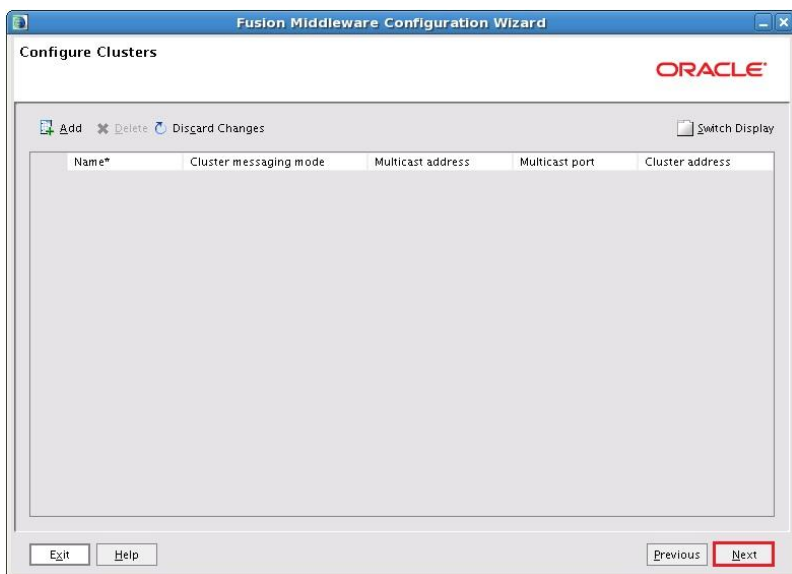 Fusion Middleware Configuration Wizard
Configure Clusters
ORACLE
Add Delete Discard Changes Switch Display
Name* Cluster messaging mode Multicast address Multicast port Cluster address
Exit Help Previous Next